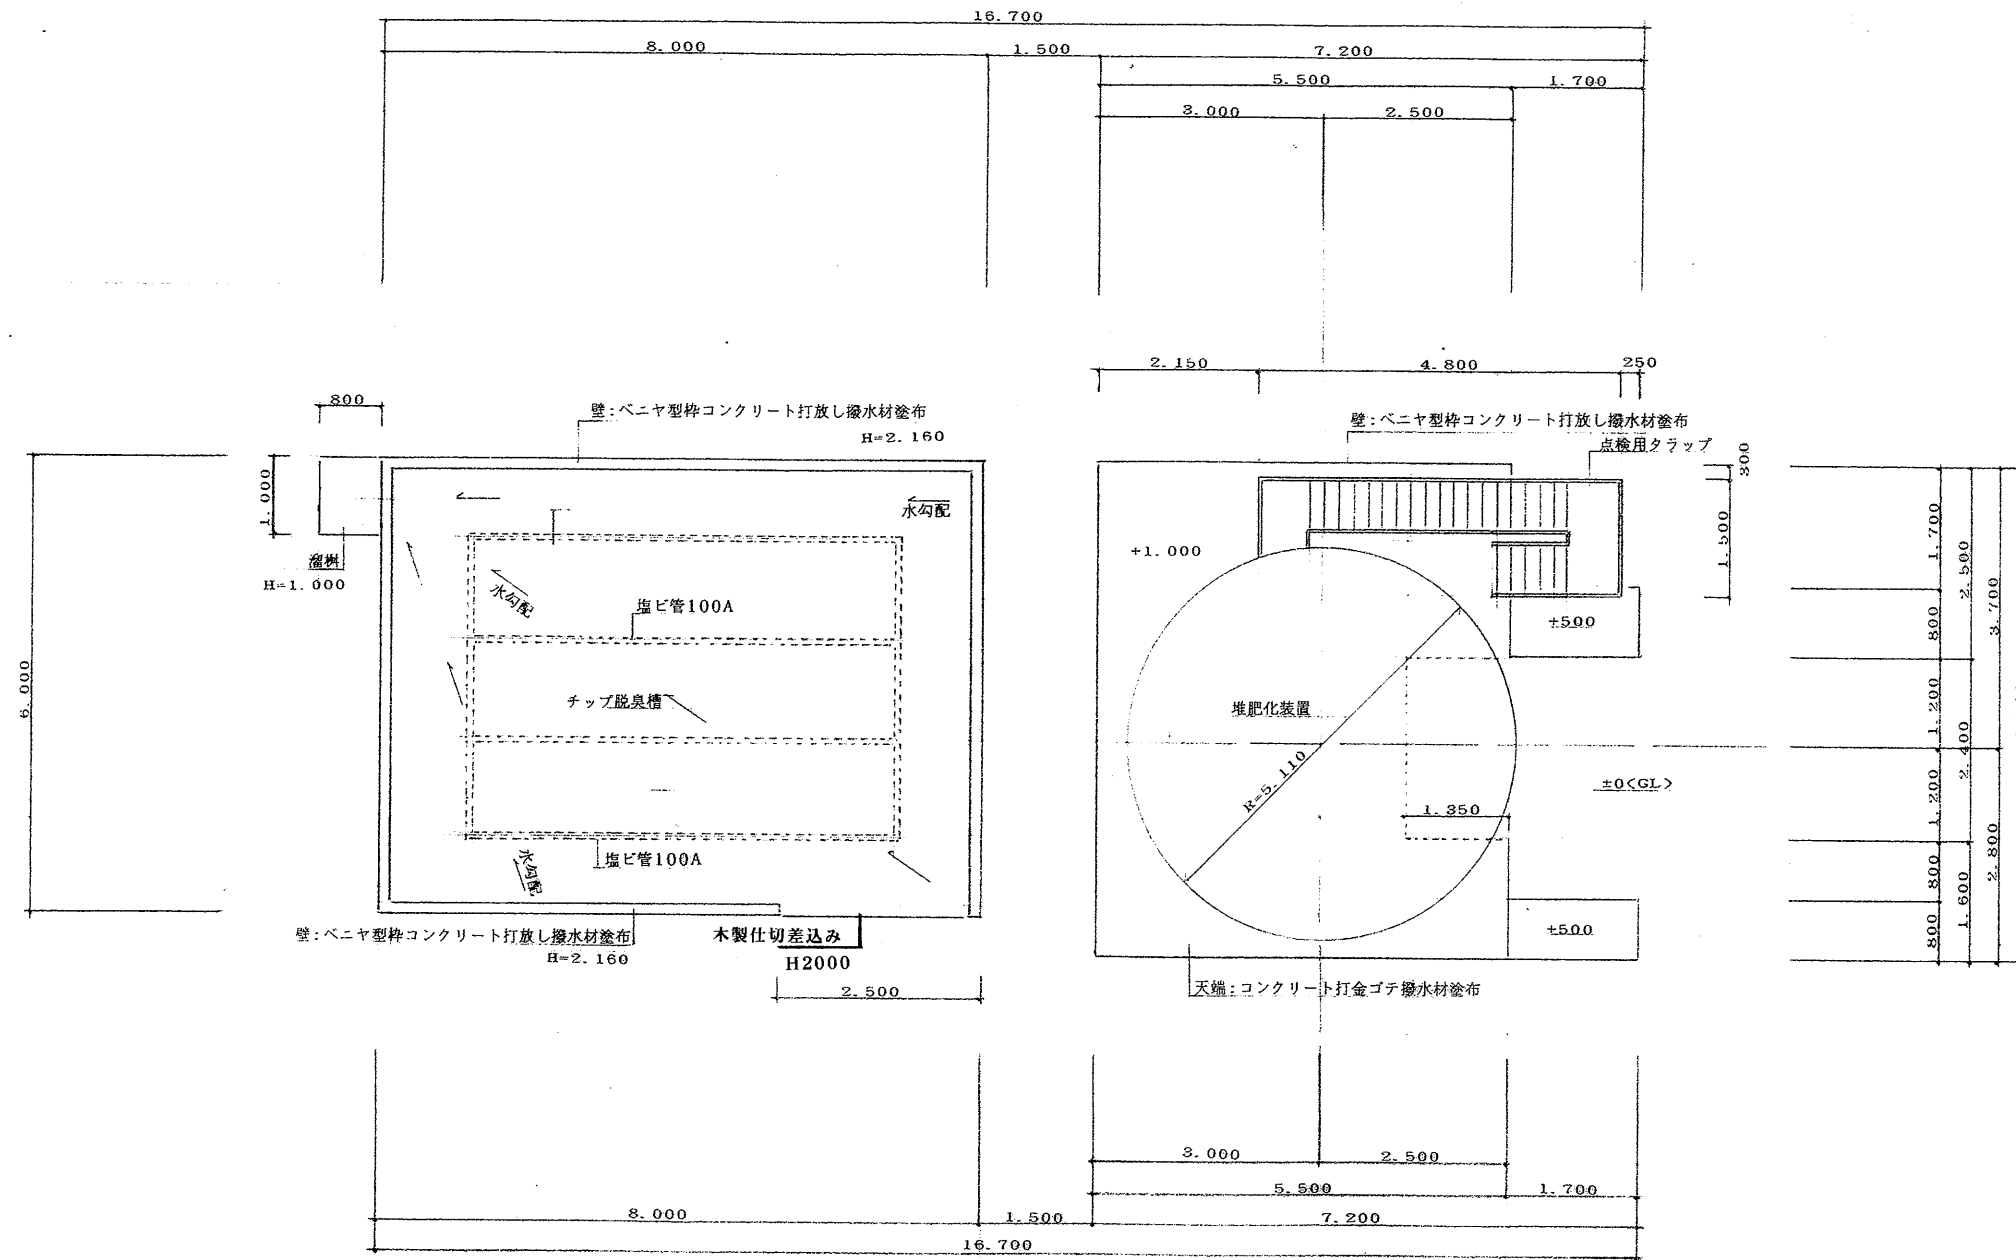 16.700
8.000
1.500
7.200
5.500
1.700
3.000
2.500
2.150
4.800
250
800
壁:ベニヤ型枠コンクリート打放し撥水材塗布
H=2.160
壁:ベニヤ型枠コンクリート打放し撥水材塗布
点検用タラップ
300
1.000
水勾配
1.500
1.700
2.500
3.700
+1.000
溜桝
H=1.000
水勾配
塩ビ管100A
+500
800
6.000
チップ脱臭槽
堆肥化装置
1.200
2.400
R=5.110
±0<GL>
1.350
1.200
2.800
塩ビ管100A
水勾配
800
1.600
800
壁:ベニヤ型枠コンクリート打放し撥水材塗布
H=2.160
木製仕切差込み
H2000
+500
2.500
天端:コンクリート打金ゴテ撥水材塗布
3.000
2.500
5.500
1.700
8.000
1.500
7.200
16.700